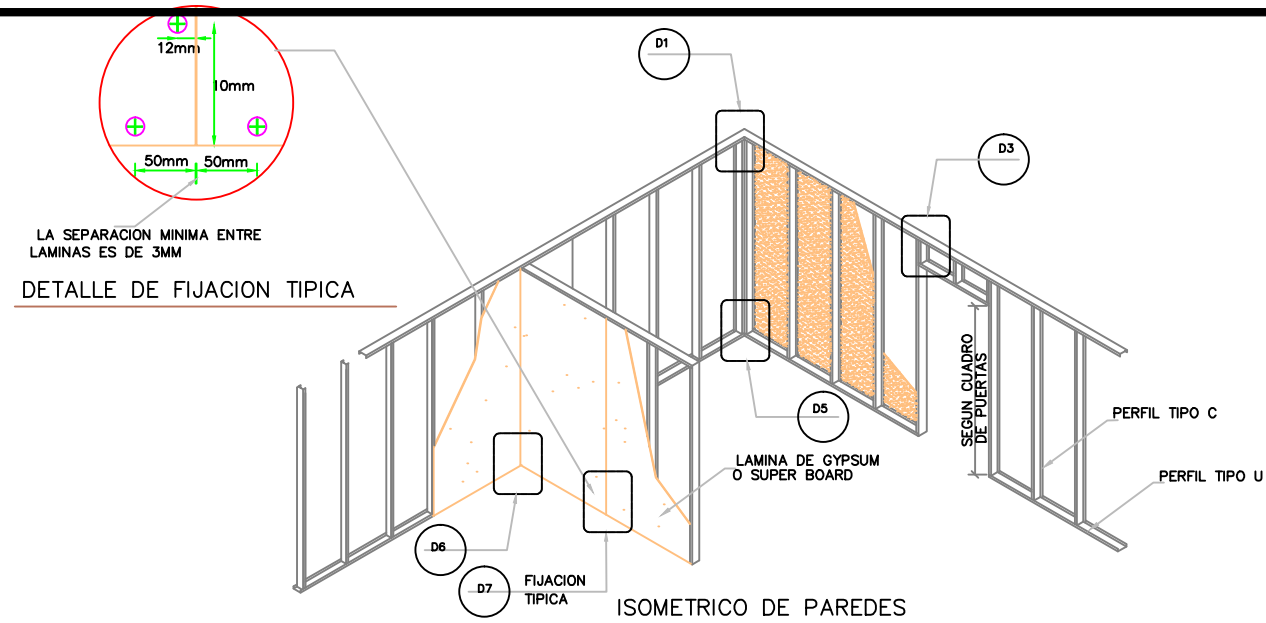 12mm
10mm
50mm 50mm
LA SEPARACION MINIMA ENTRE
LAMINAS ES DE 3MM
DETALLE DE FIJACION TIPICA
D1
D3
SEGUN CUADRO
DE PUERTAS
D5
PERFIL TIPO C
LAMINA DE GYPSUM
O SUPER BOARD
PERFIL TIPO U
D6
D7
FIJACION
TIPICA
ISOMETRICO DE PAREDES